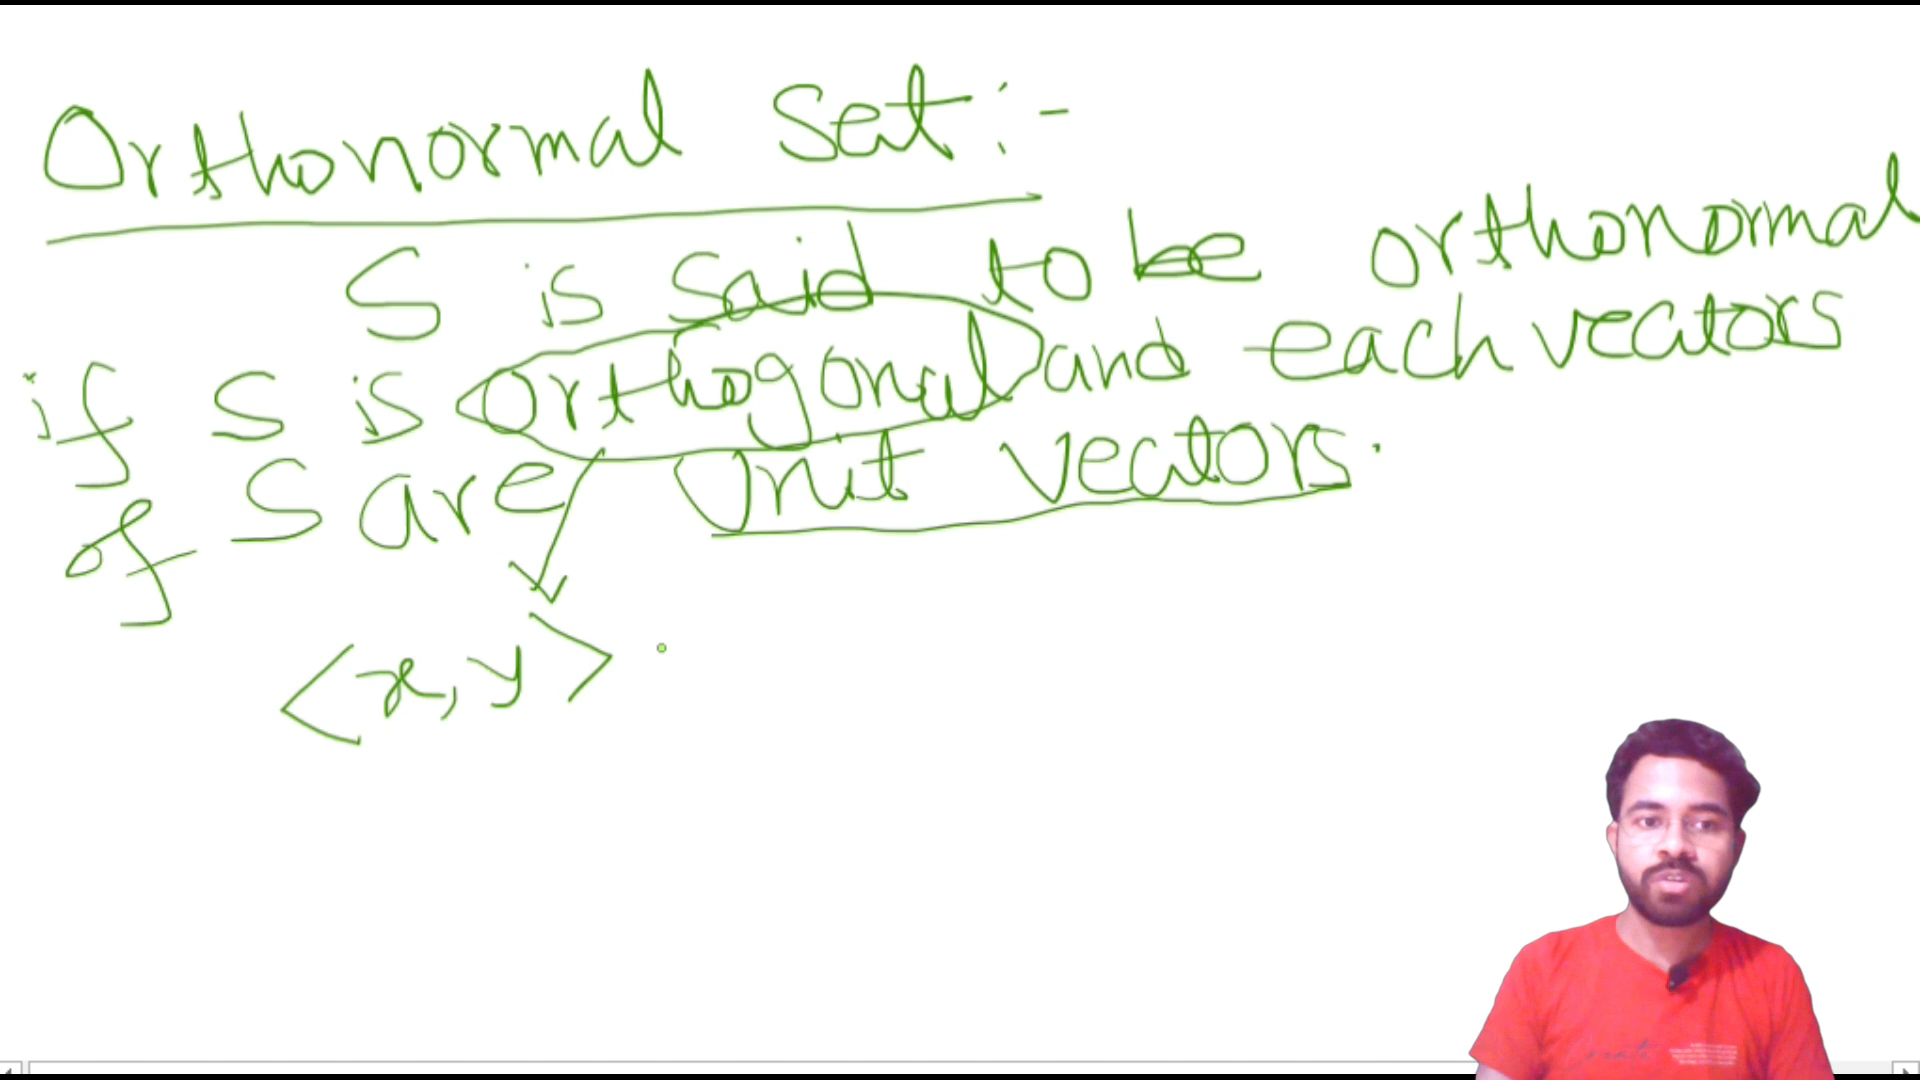 Orthonormal Set :-
S is said to be orthonormal
if S is orthogonal and each vectors
of S are unit vectors.
<x, y>